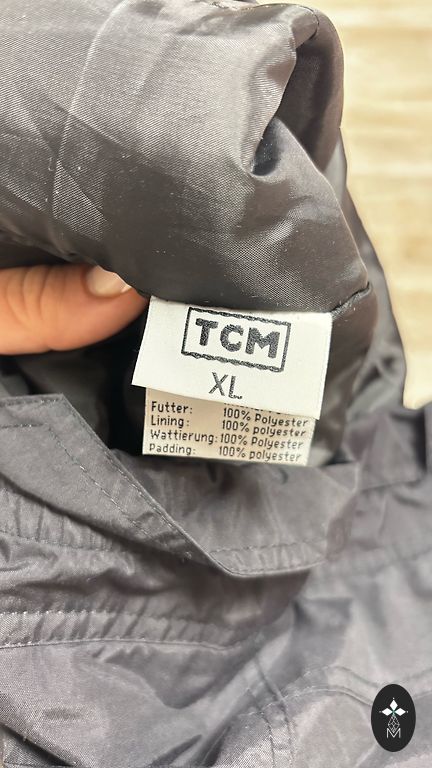 TCM
XL
Futter: 100% Polyester
Lining: 100% polyester
Wattierung: 100% Polyester
Padding: 100% polyester